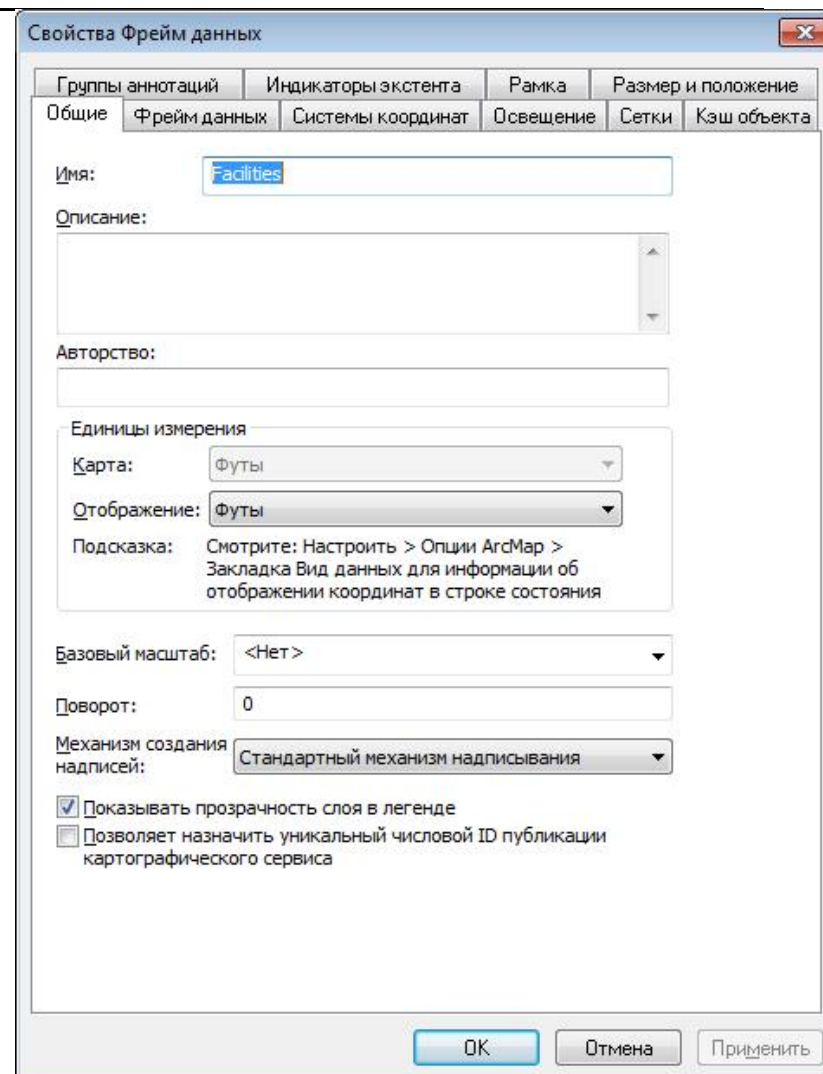 Свойства Фрейм данных
Группы аннотаций Индикаторы экстента Рамка Размер и положение
Общие Фрейм данных Системы координат Освещение Сетки Кэш объекта
Имя: Facilities
Описание:
Авторство:
Единицы измерения
Карта: Футы
Отображение: Футы
Подсказка: Смотрите: Настроить > Опции ArcMap >
Закладка Вид данных для информации об
отображении координат в строке состояния
Базовый масштаб: <Нет>
Поворот: 0
Механизм создания
надписей: Стандартный механизм надписывания
Показывать прозрачность слоя в легенде
Позволяет назначить уникальный числовой ID публикации
картографического сервиса
OK Отмена Применить